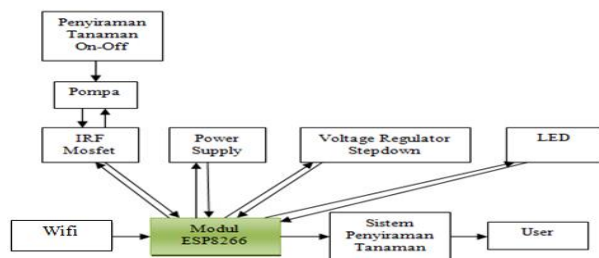 Penyiraman
Tanaman
On-Off
Pompa
IRF
Mosfet
Power
Supply
Voltage Regulator
Stepdown
LED
Wifi
Modul
ESP8266
Sistem
Penyiraman
Tanaman
User